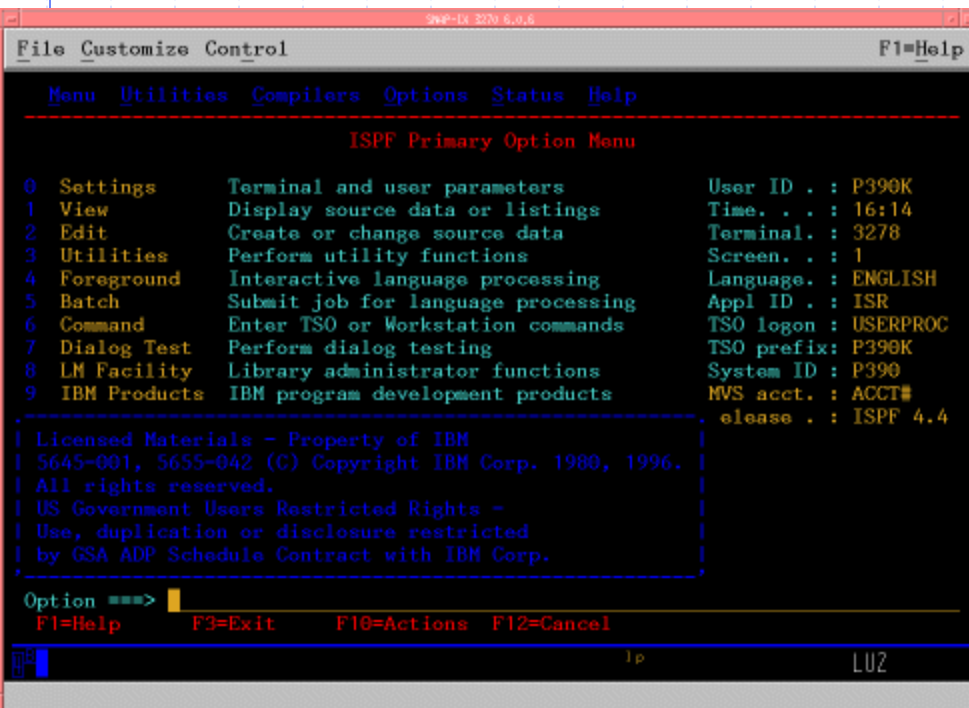 SNAP-IX 3270 6.0.6
File Customize Control F1=Help
Menu Utilities Compilers Options Status Help
ISPF Primary Option Menu
0 Settings Terminal and user parameters User ID . : P390K
1 View Display source data or listings Time. . . : 16:14
2 Edit Create or change source data Terminal. : 3278
3 Utilities Perform utility functions Screen. . : 1
4 Foreground Interactive language processing Language. : ENGLISH
5 Batch Submit job for language processing Appl ID . : ISR
6 Command Enter TSO or Workstation commands TSO logon : USERPROC
7 Dialog Test Perform dialog testing TSO prefix: P390K
8 LM Facility Library administrator functions System ID : P390
9 IBM Products IBM program development products MVS acct. : ACCT#
elease . : ISPF 4.4
Licensed Materials - Property of IBM
5645-001, 5655-042 (C) Copyright IBM Corp. 1980, 1996.
All rights reserved.
US Government Users Restricted Rights -
Use, duplication or disclosure restricted
by GSA ADP Schedule Contract with IBM Corp.
Option ===>
F1=Help F3=Exit F10=Actions F12=Cancel
lp LU2